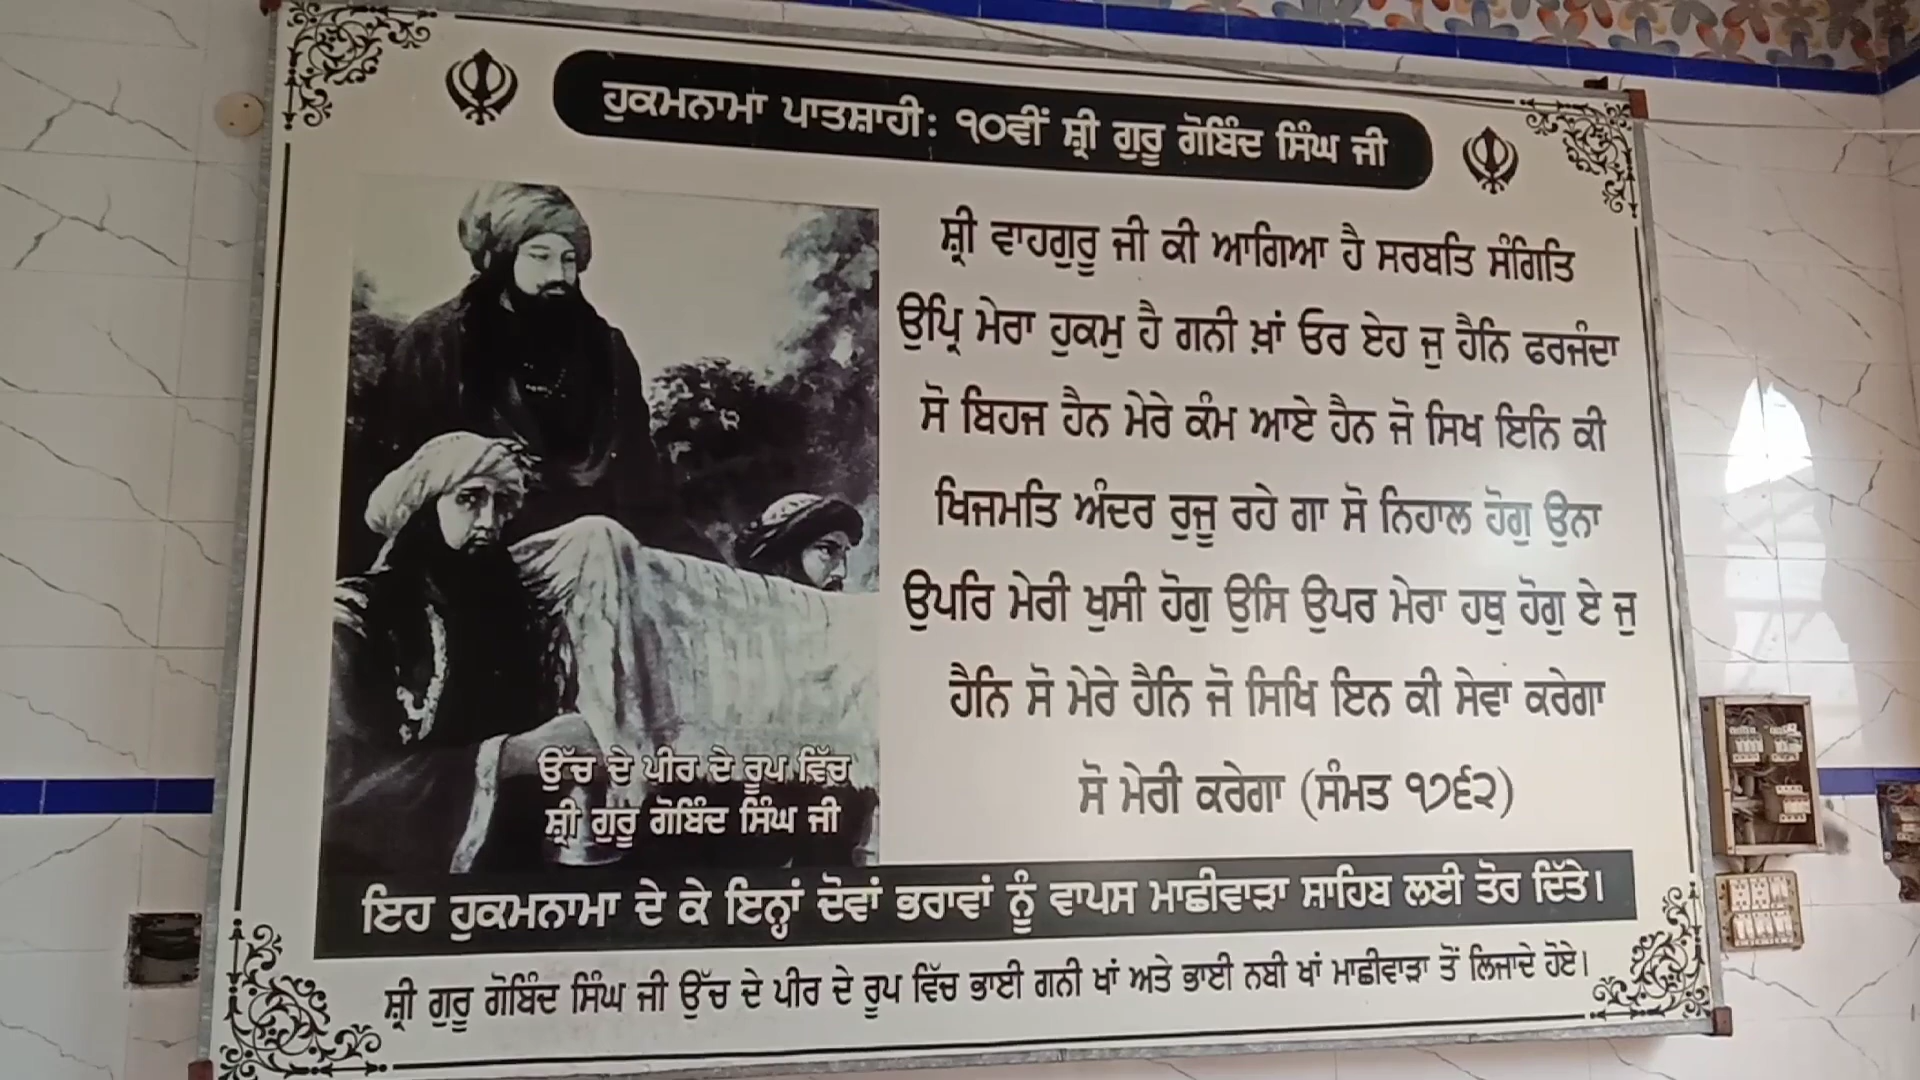 ਹੁਕਮਨਾਮਾ ਪਾਤਸ਼ਾਹੀ: ੧੦ਵੀਂ ਸ਼੍ਰੀ ਗੁਰੂ ਗੋਬਿੰਦ ਸਿੰਘ ਜੀ
ਸ਼੍ਰੀ ਵਾਹਗੁਰੂ ਜੀ ਕੀ ਆਗਿਆ ਹੈ ਸਰਬਤਿ ਸੰਗਿਤਿ
ਉਪ੍ਰਿ ਮੇਰਾ ਹੁਕਮੁ ਹੈ ਗਨੀ ਖ਼ਾਂ ਓਰ ਏਹ ਜੁ ਹੈਨਿ ਫਰਜੰਦਾ
ਸੋ ਬਿਹਜ ਹੈਨ ਮੇਰੇ ਕੰਮ ਆਏ ਹੈਨ ਜੋ ਸਿਖ ਇਨਿ ਕੀ
ਖਿਜਮਤਿ ਅੰਦਰ ਰੁਜੂ ਰਹੇ ਗਾ ਸੋ ਨਿਹਾਲ ਹੋਗੁ ਉਨਾ
ਉਪਰਿ ਮੇਰੀ ਖੁਸੀ ਹੋਗੁ ਉਸਿ ਉਪਰ ਮੇਰਾ ਹਥੁ ਹੋਗੁ ਏ ਜੁ
ਹੈਨਿ ਸੋ ਮੇਰੇ ਹੈਨਿ ਜੋ ਸਿਖਿ ਇਨ ਕੀ ਸੇਵਾ ਕਰੇਗਾ
ਸੋ ਮੇਰੀ ਕਰੇਗਾ (ਸੰਮਤ ੧੭੬੨)
ਉੱਚ ਦੇ ਪੀਰ ਦੇ ਰੂਪ ਵਿੱਚ
ਸ਼੍ਰੀ ਗੁਰੂ ਗੋਬਿੰਦ ਸਿੰਘ ਜੀ
ਇਹ ਹੁਕਮਨਾਮਾ ਦੇ ਕੇ ਇਨ੍ਹਾਂ ਦੋਵਾਂ ਭਰਾਵਾਂ ਨੂੰ ਵਾਪਸ ਮਾਛੀਵਾੜਾ ਸਾਹਿਬ ਲਈ ਤੋਰ ਦਿੱਤੇ।
ਸ਼੍ਰੀ ਗੁਰੂ ਗੋਬਿੰਦ ਸਿੰਘ ਜੀ ਉੱਚ ਦੇ ਪੀਰ ਦੇ ਰੂਪ ਵਿੱਚ ਭਾਈ ਗਨੀ ਖਾਂ ਅਤੇ ਭਾਈ ਨਬੀ ਖਾਂ ਮਾਛੀਵਾੜਾ ਤੋਂ ਲਿਜਾਦੇ ਹੋਏ।